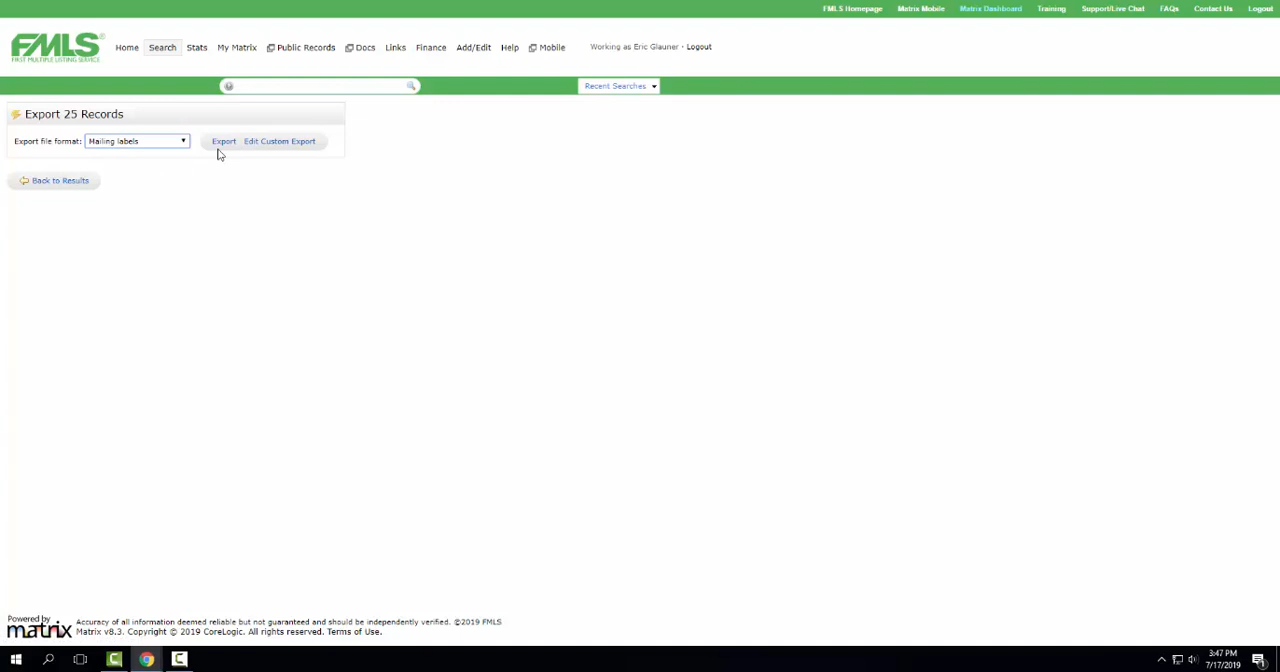 FMLS Homepage Matrix Mobile Matrix Dashboard Training Support/Live Chat FAQs Contact Us Logout
FMLS®
FIRST MULTIPLE LISTING SERVICE
Home Search Stats My Matrix Public Records Docs Links Finance Add/Edit Help Mobile Working as Eric Glauner · Logout
Recent Searches
Export 25 Records
Export file format: Mailing labels Export Edit Custom Export
Back to Results
Powered by
matrix
Accuracy of all information deemed reliable but not guaranteed and should be independently verified. ©2019 FMLS
Matrix v8.3. Copyright © 2019 CoreLogic. All rights reserved. Terms of Use.
3:47 PM
7/17/2019